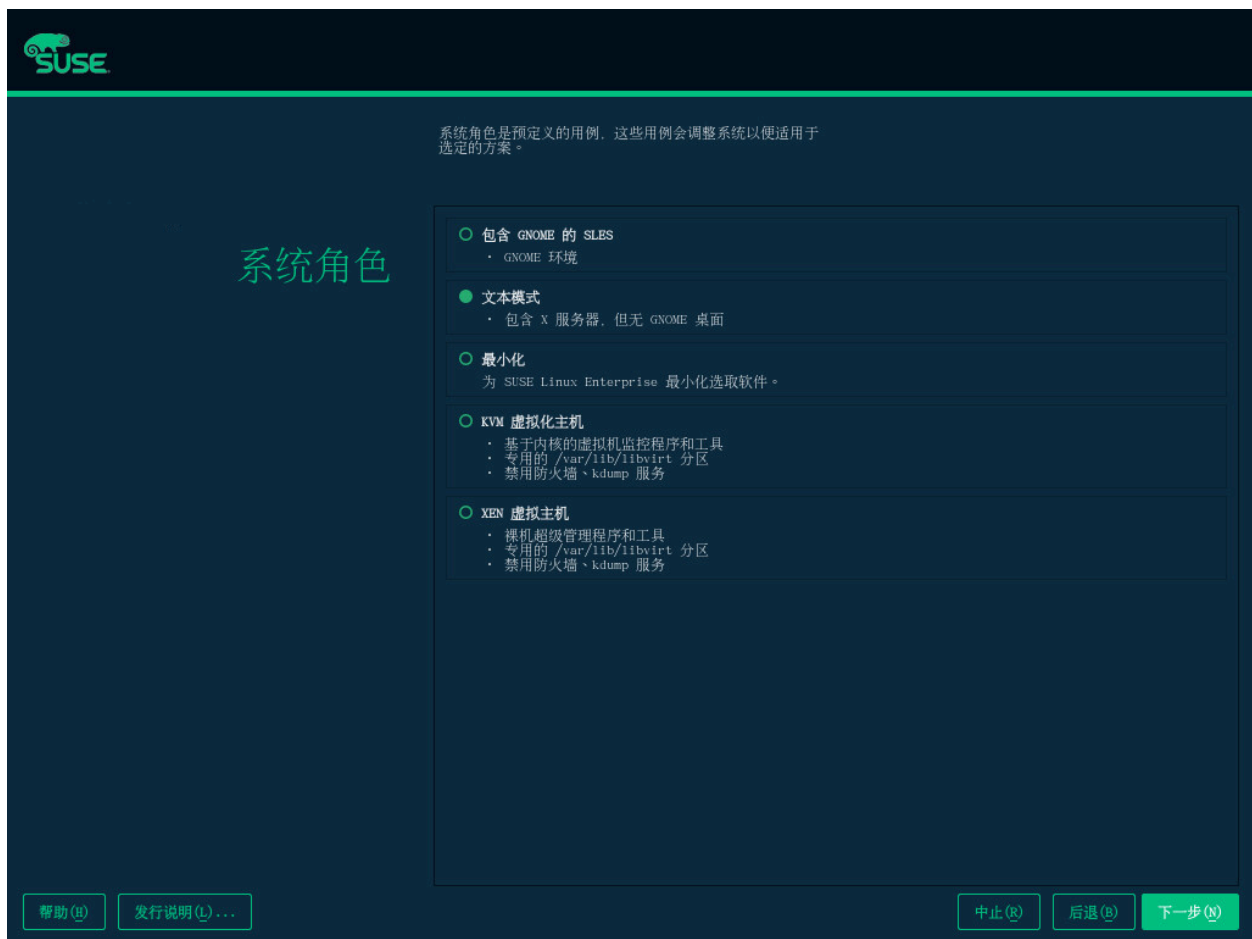 SUSE
系统角色是预定义的用例，这些用例会调整系统以便适用于
选定的方案。
系统角色
包含 GNOME 的 SLES
· GNOME 环境
文本模式
· 包含 X 服务器，但无 GNOME 桌面
最小化
为 SUSE Linux Enterprise 最小化选取软件。
KVM 虚拟化主机
· 基于内核的虚拟机监控程序和工具
· 专用的 /var/lib/libvirt 分区
· 禁用防火墙、kdump 服务
XEN 虚拟主机
· 裸机超级管理程序和工具
· 专用的 /var/lib/libvirt 分区
· 禁用防火墙、kdump 服务
帮助(H) 发行说明(L)... 中止(R) 后退(B) 下一步(N)